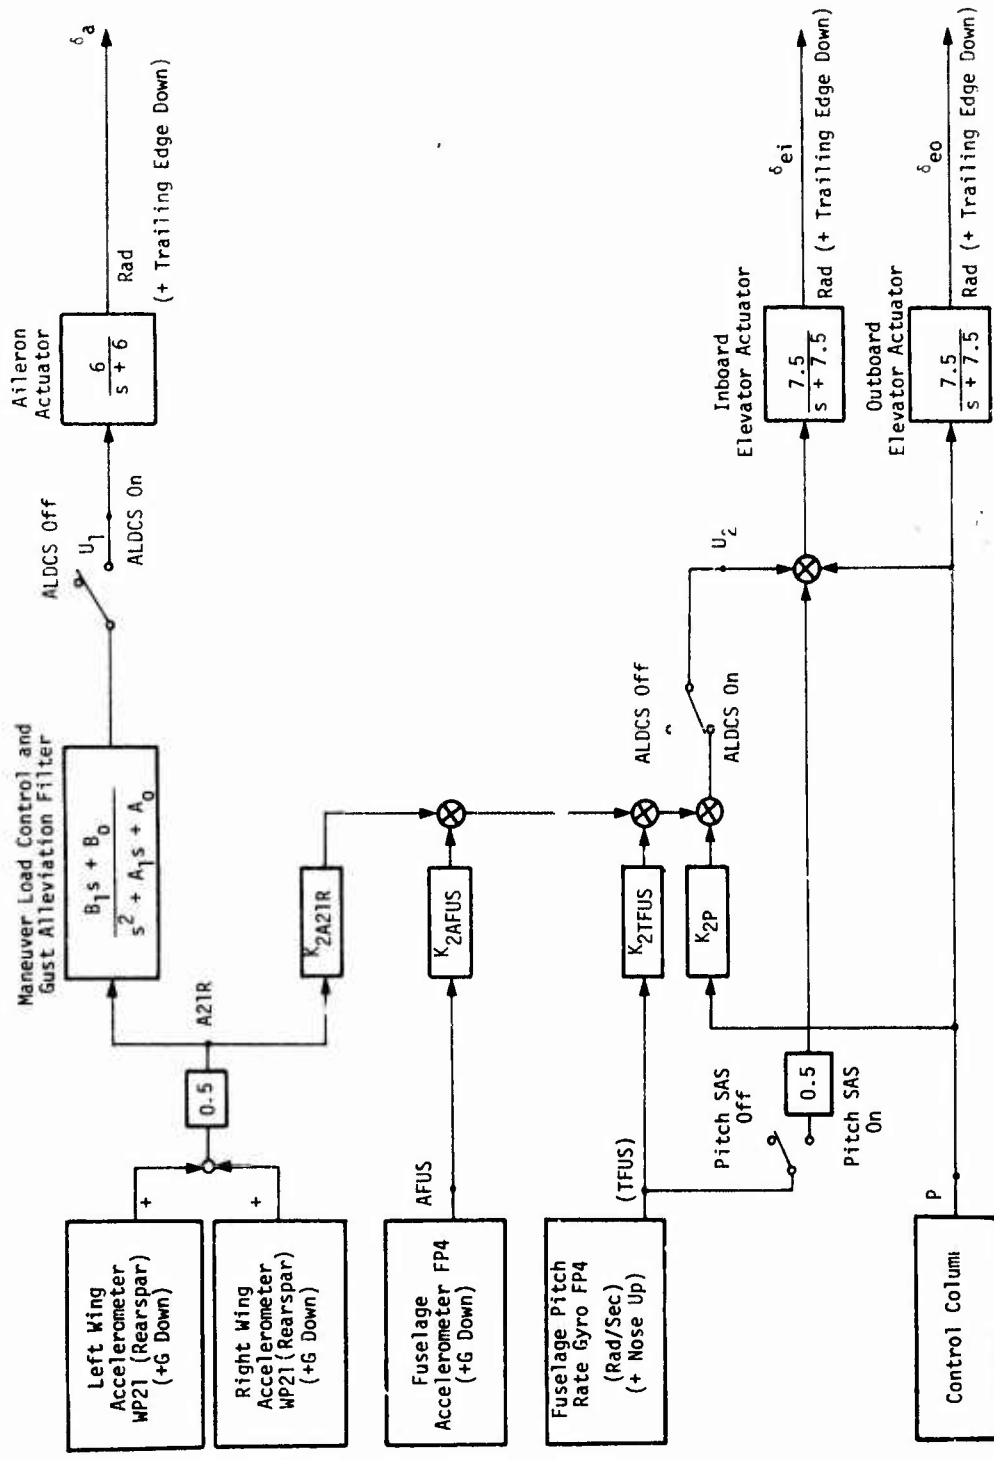 Left Wing
Accelerometer
WP21 (Rearspar)
(+G Down)
Right Wing
Accelerometer
WP21 (Rearspar)
(+G Down)
+
+
0.5
A21R
Maneuver Load Control and
Gust Alleviation Filter
B1s + B0
s2 + A1s + A0
ALDCS Off
U1
ALDCS On
Aileron
Actuator
6
s + 6
δa
Rad
(+ Trailing Edge Down)
K2A21R
Fuselage
Accelerometer FP4
(+G Down)
AFUS
K2AFUS
Fuselage Pitch
Rate Gyro FP4
(Rad/Sec)
(+ Nose Up)
(TFUS)
K2TFUS
K2P
ALDCS Off
ALDCS On
U2
Pitch SAS
Off
0.5
Pitch SAS
On
Inboard
Elevator Actuator
7.5
s + 7.5
δei
Rad (+ Trailing Edge Down)
Outboard
Elevator Actuator
7.5
s + 7.5
δeo
Rad (+ Trailing Edge Down)
Control Colum
P